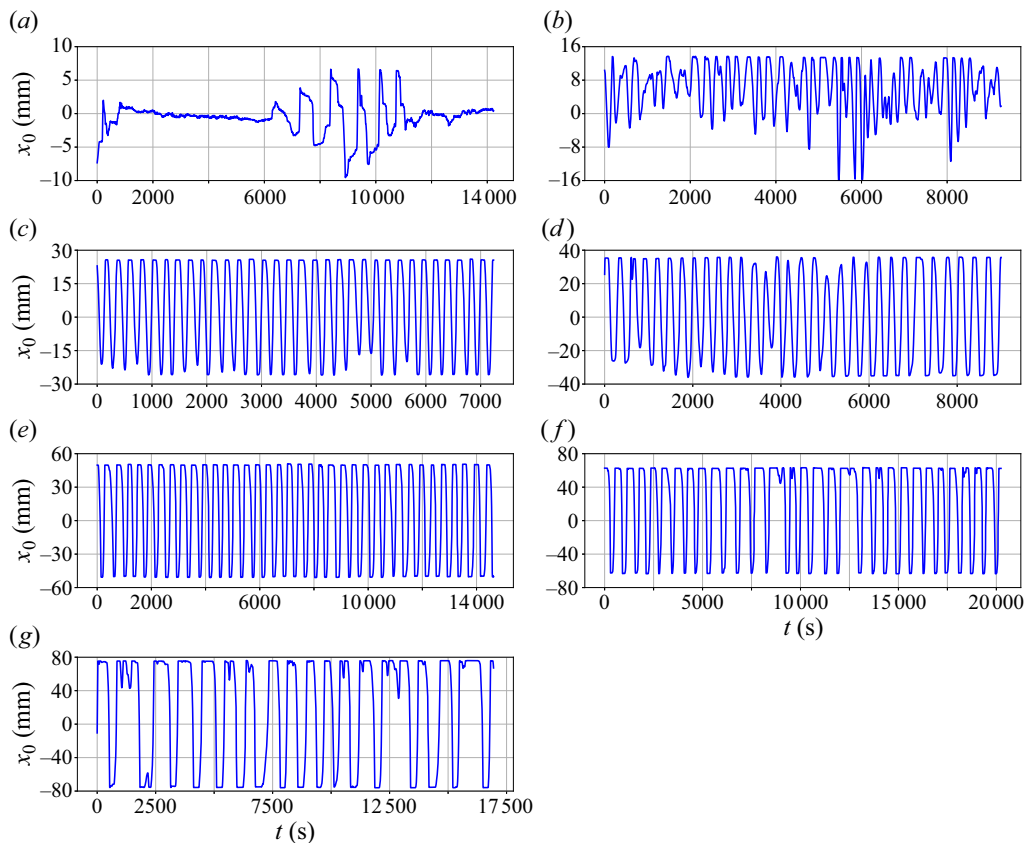 (a) (b)
10 5 0 −5 −10
x0 (mm)
0 2000 6000 10 000 14 000
16 8 0 −8 −16
0 2000 4000 6000 8000
(c) (d)
30 15 0 −15 −30
x0 (mm)
0 1000 2000 3000 4000 5000 6000 7000
40 20 0 −20 −40
0 2000 4000 6000 8000
(e) (f)
60 30 0 −30 −60
x0 (mm)
0 2000 6000 10 000 14 000
80 40 0 −40 −80
0 5000 10 000 15 000 20 000
t (s)
(g)
80 40 0 −40 −80
x0 (mm)
0 2500 7500 12 500 17 500
t (s)